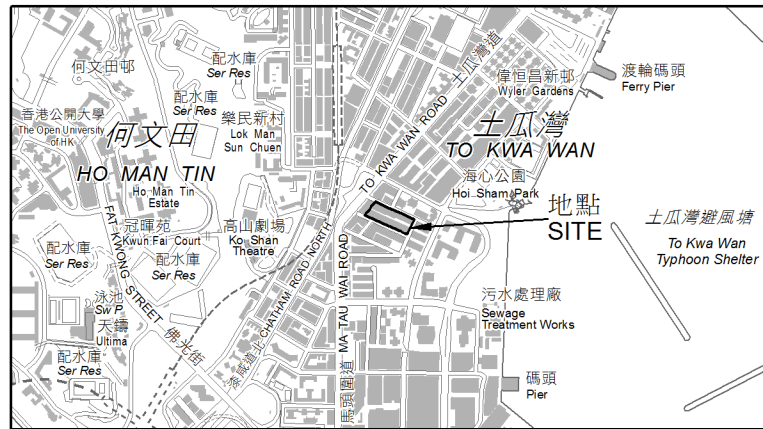 配水庫
Ser Res
何文田邨
配水庫
Ser Res
香港公開大學
The Open University
of HK
何文田
HO MAN TIN
Ho Man Tin
Estate
樂民新村
Lok Man
Sun Chuen
冠暉苑
Kwun Fai Court
高山劇場
Ko Shan
Theatre
配水庫
Ser Res
配水庫
Ser Res
泳池
Sw P
天鑄
Ultima
配水庫
Ser Res
FAT KWONG STREET 佛光街
漆咸道北 CHATHAM ROAD NORTH
馬頭圍道 MA TAU WAI ROAD
TO KWA WAN ROAD 土瓜灣道
偉恒昌新邨
Wyler Gardens
渡輪碼頭
Ferry Pier
土瓜灣
TO KWA WAN
海心公園
Hoi Sham Park
地點
SITE
土瓜灣避風塘
To Kwa Wan
Typhoon Shelter
污水處理廠
Sewage
Treatment Works
碼頭
Pier